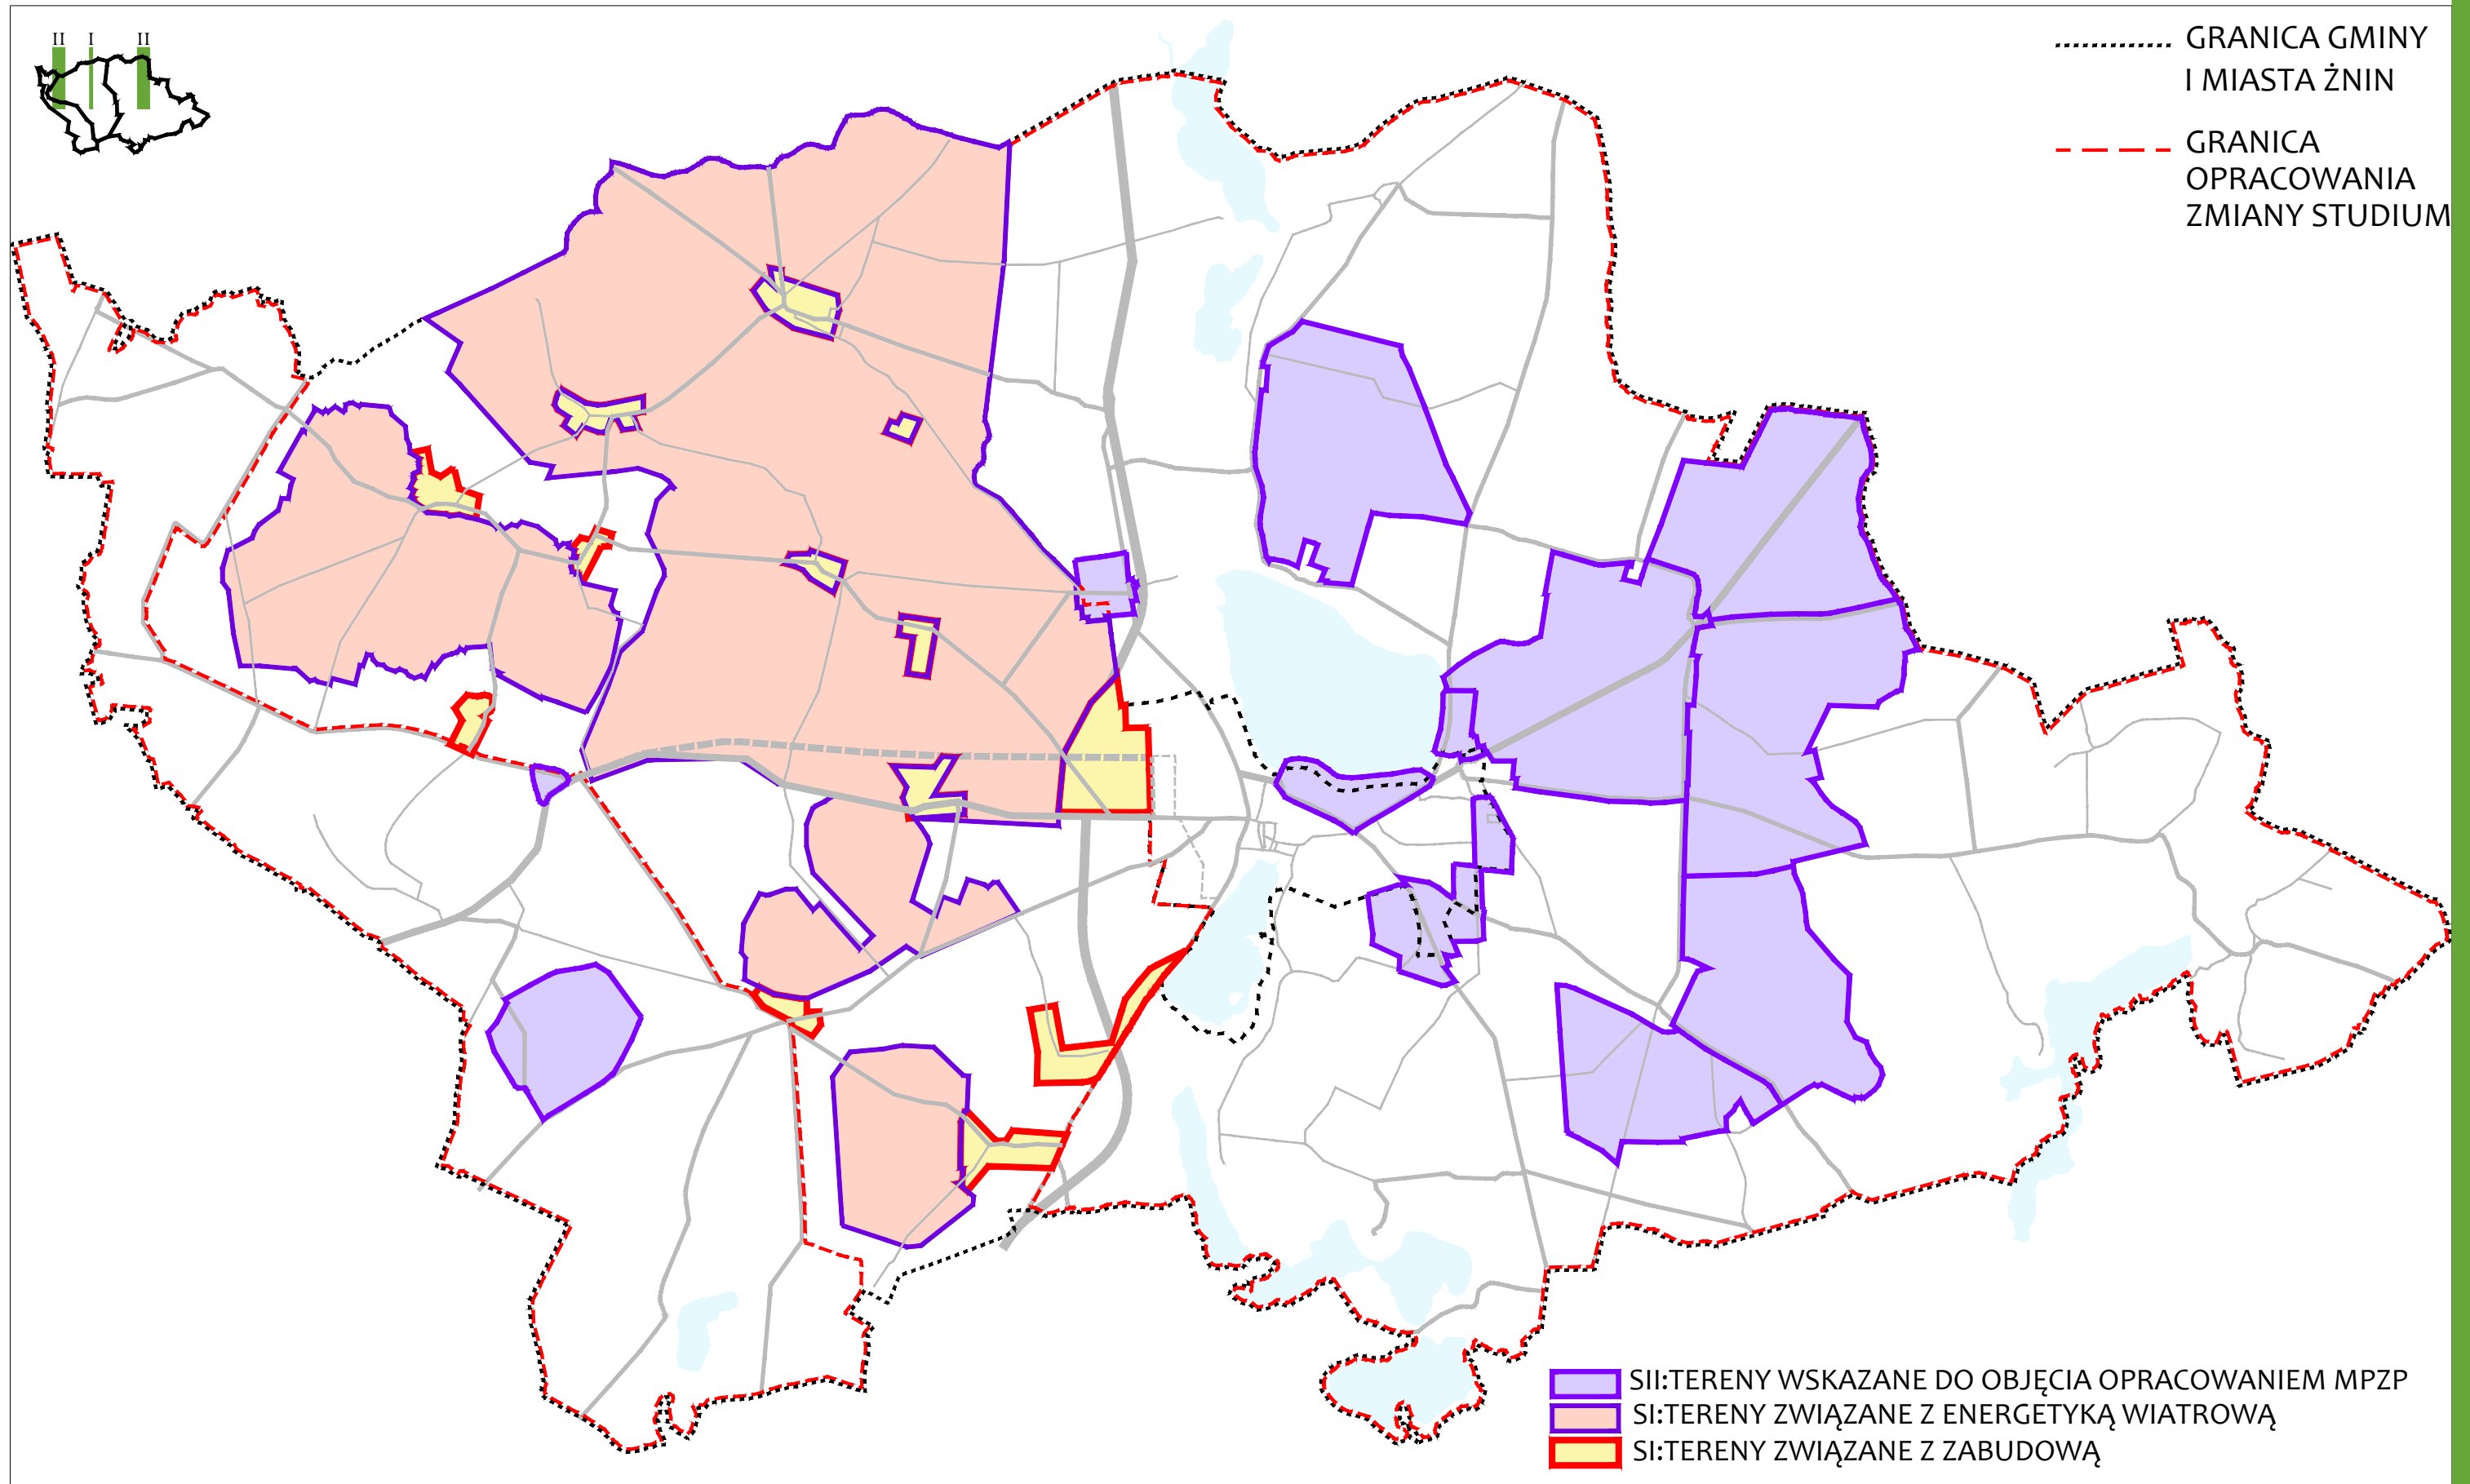 II I II
GRANICA GMINY
I MIASTA ŻNIN
GRANICA
OPRACOWANIA
ZMIANY STUDIUM
SII:TERENY WSKAZANE DO OBJĘCIA OPRACOWANIEM MPZP
SI:TERENY ZWIĄZANE Z ENERGETYKĄ WIATROWĄ
SI:TERENY ZWIĄZANE Z ZABUDOWĄ